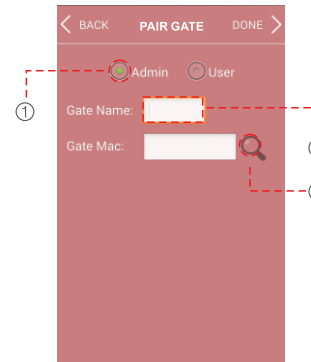 BACK PAIR GATE DONE
Admin User
①
Gate Name:
Gate Mac: